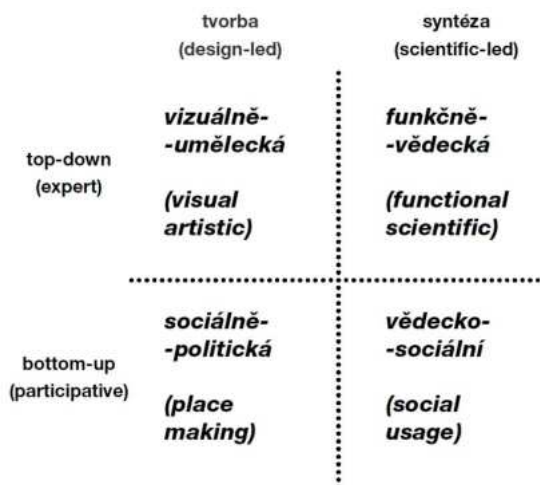 tvorba
(design-led)
syntéza
(scientific-led)
top-down
(expert)
vizuálně-
-umělecká
(visual
artistic)
funkčně-
-vědecká
(functional
scientific)
bottom-up
(participative)
sociálně-
-politická
(place
making)
vědecko-
-sociální
(social
usage)